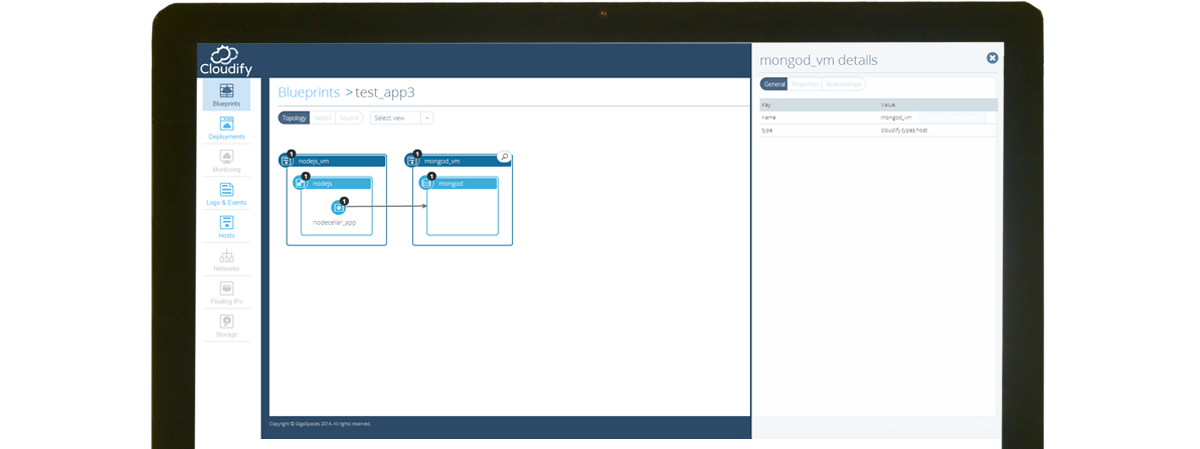 Cloudify
Blueprints
Deployments
Monitoring
Logs & Events
Hosts
Networks
Floating IPs
Storage
Blueprints >test_app3
Topology Nodes Source Select view
1 nodejs_vm
1 nodejs
1
nodecellar_app
1 mongod_vm
1 mongod
mongod_vm details
General Properties Relationships
Key Value
name mongod_vm
type cloudify.types.host
Copyright © GigaSpaces 2014, All rights reserved.